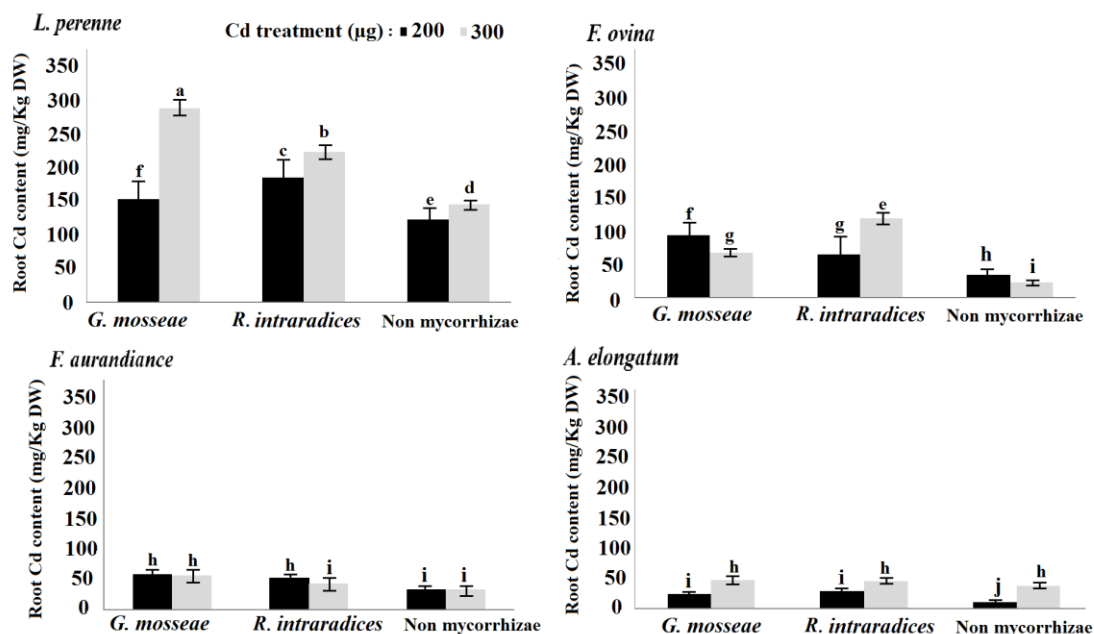 L. perenne
Cd treatment (µg) : 200 300
Root Cd content (mg/Kg DW)
350
300
250
200
150
100
50
0
a
f
c
b
e
d
G. mosseae R. intraradices Non mycorrhizae
F. ovina
Root Cd content (mg/Kg DW)
350
300
250
200
150
100
50
0
f
g
g
e
h
i
G. mosseae R. intraradices Non mycorrhizae
F. aurandiance
Root Cd content (mg/Kg DW)
350
300
250
200
150
100
50
0
h h h i i i
G. mosseae R. intraradices Non mycorrhizae
A. elongatum
Root Cd content (mg/Kg DW)
350
300
250
200
150
100
50
0
i h i h j h
G. mosseae R. intraradices Non mycorrhizae